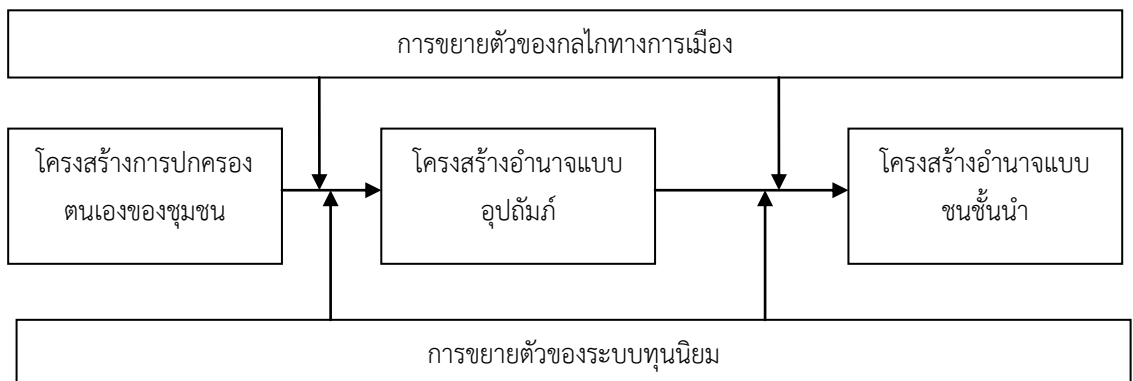 การขยายตัวของกลไกทางการเมือง
โครงสร้างการปกครอง
ตนเองของชุมชน
โครงสร้างอำนาจแบบ
อุปถัมภ์
โครงสร้างอำนาจแบบ
ชนชั้นนำ
การขยายตัวของระบบทุนนิยม